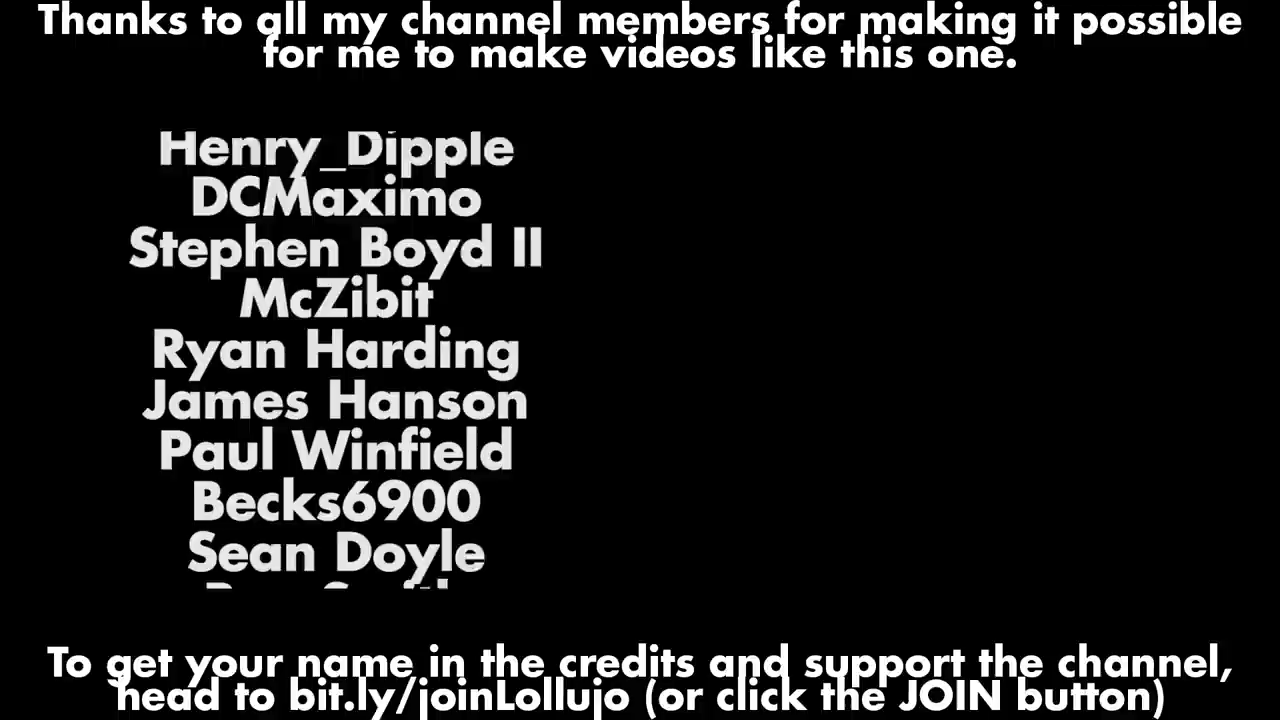 Thanks to all my channel members for making it possible
for me to make videos like this one.
Henry_Dipple
DCMaximo
Stephen Boyd II
McZibit
Ryan Harding
James Hanson
Paul Winfield
Becks6900
Sean Doyle
To get your name in the credits and support the channel,
head to bit.ly/joinLollujo (or click the JOIN button)